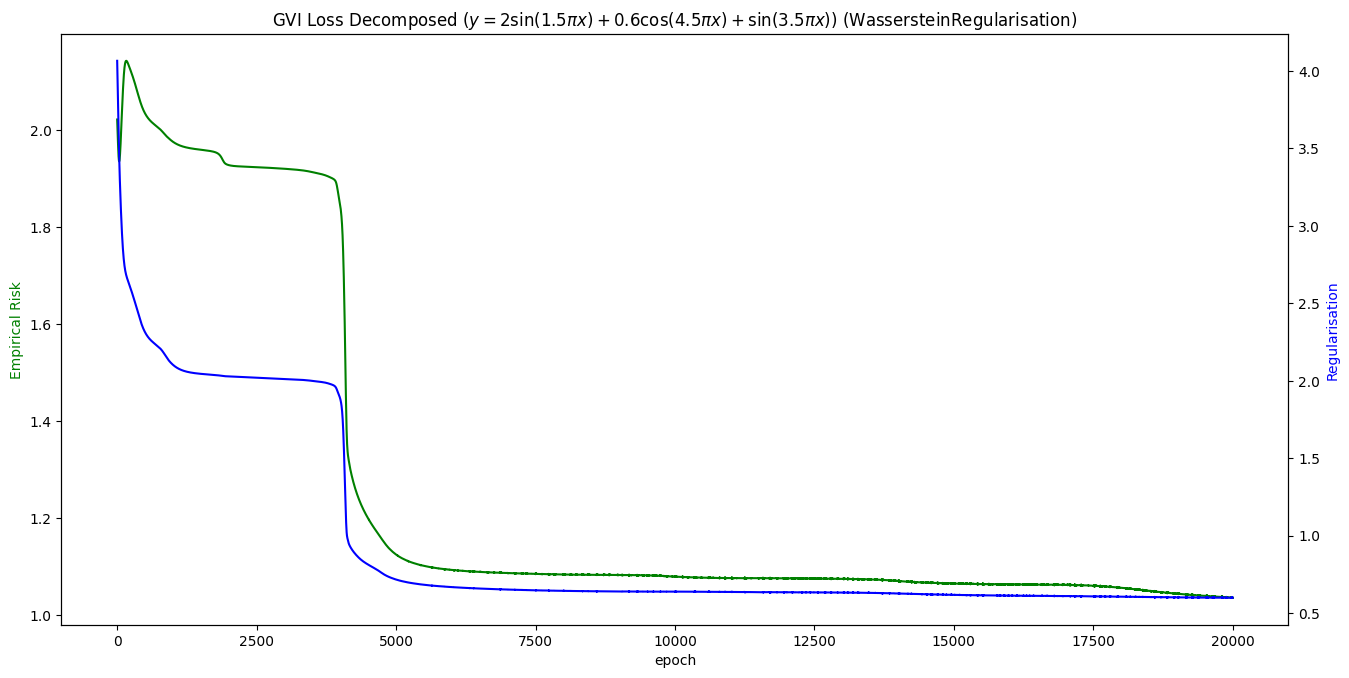 GVI Loss Decomposed (y = 2sin(1.5πx) + 0.6cos(4.5πx) + sin(3.5πx)) (WassersteinRegularisation)
Empirical Risk
2.0
1.8
1.6
1.4
1.2
1.0
4.0
3.5
3.0
2.5
2.0
1.5
1.0
0.5
Regularisation
0 2500 5000 7500 10000 12500 15000 17500 20000
epoch